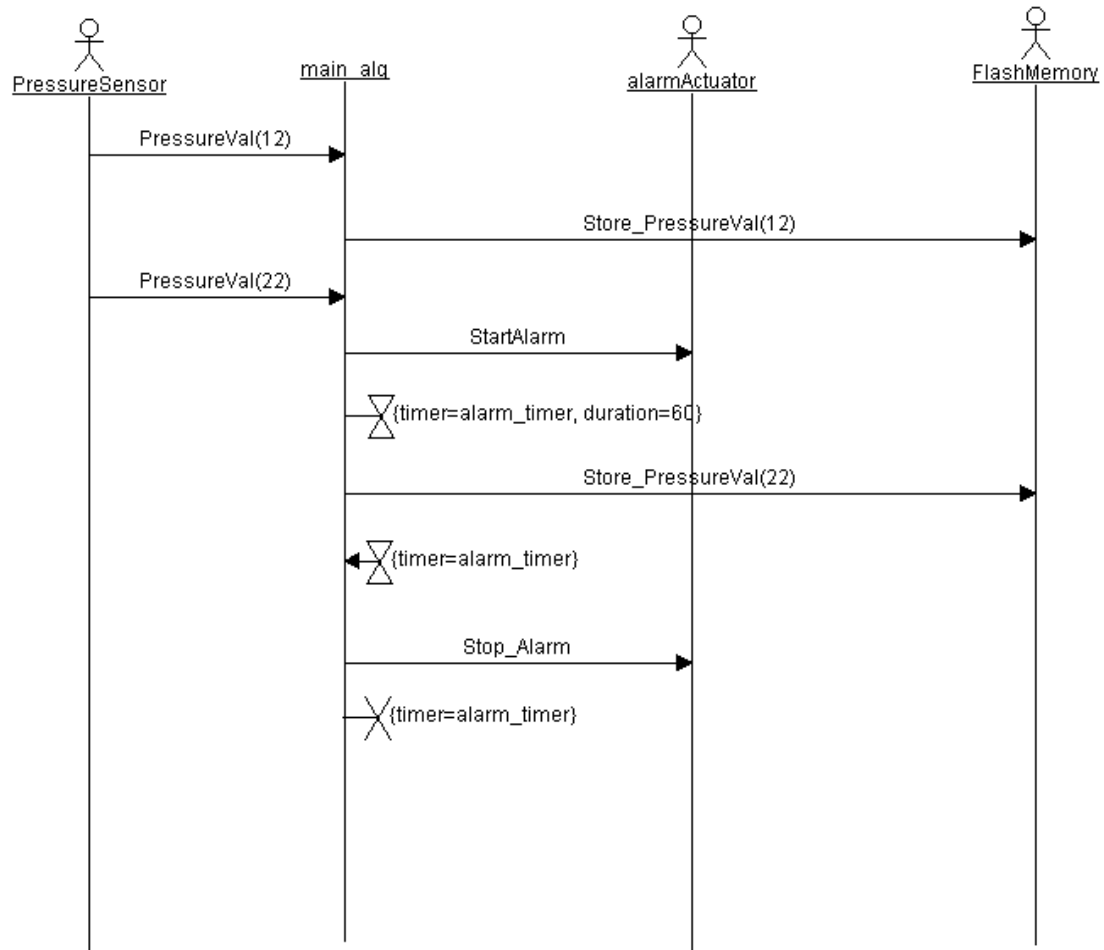 PressureSensor
main_alg
alarmActuator
FlashMemory
PressureVal(12)
Store_PressureVal(12)
PressureVal(22)
StartAlarm
{timer=alarm_timer, duration=60}
Store_PressureVal(22)
{timer=alarm_timer}
Stop_Alarm
{timer=alarm_timer}